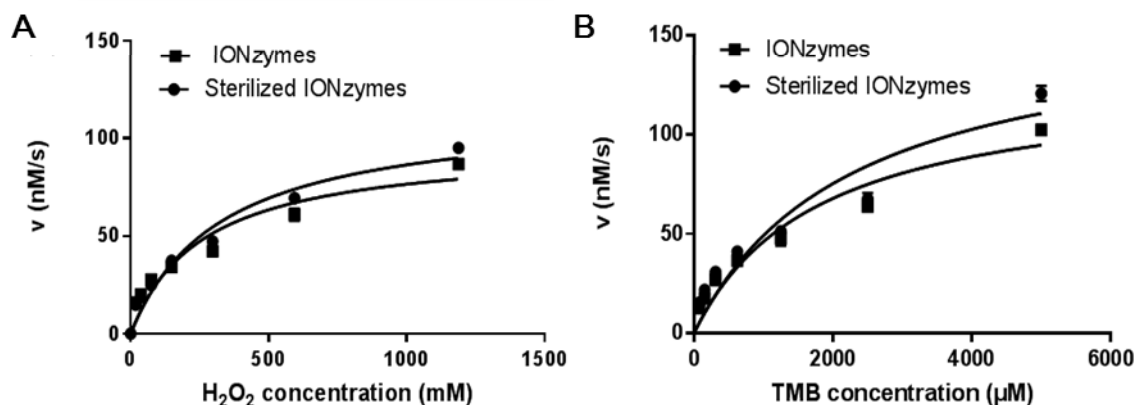 A
150
100
50
0
v (nM/s)
IONzymes
Sterilized IONzymes
0 500 1000 1500
H₂O₂ concentration (mM)
B
150
100
50
0
v (nM/s)
IONzymes
Sterilized IONzymes
0 2000 4000 6000
TMB concentration (µM)